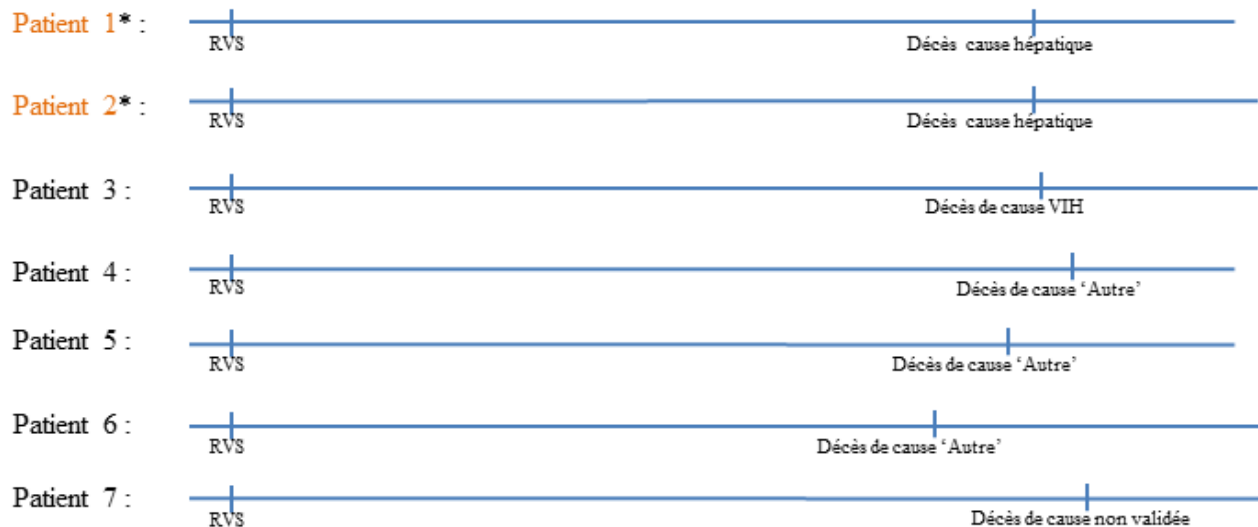 Patient 1* :
RVS
Décès cause hépatique
Patient 2* :
RVS
Décès cause hépatique
Patient 3 :
RVS
Décès de cause VIH
Patient 4 :
RVS
Décès de cause ‘Autre’
Patient 5 :
RVS
Décès de cause ‘Autre’
Patient 6 :
RVS
Décès de cause ‘Autre’
Patient 7 :
RVS
Décès de cause non validée